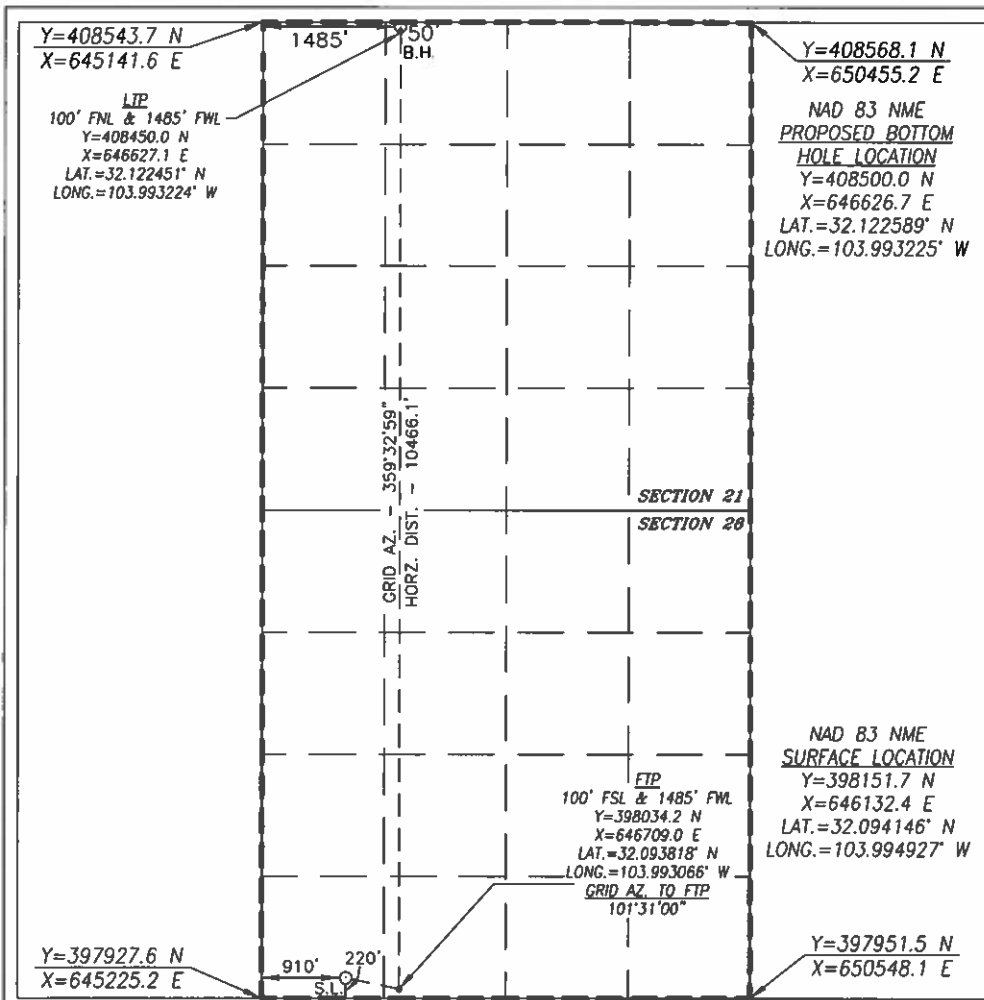 Y=408543.7 N
X=645141.6 E
1485'
50'
B.H.
Y=408568.1 N
X=650455.2 E
LTP
100' FNL & 1485' FWL
Y=408450.0 N
X=646627.1 E
LAT.=32.122451° N
LONG.=103.993224° W
NAD 83 NME
PROPOSED BOTTOM
HOLE LOCATION
Y=408500.0 N
X=646626.7 E
LAT.=32.122589° N
LONG.=103.993225° W
GRID AZ. - 359°32'59"
HORZ. DIST. - 10466.1'
SECTION 21
SECTION 28
FTP
100' FSL & 1485' FWL
Y=398034.2 N
X=646709.0 E
LAT.=32.093818° N
LONG.=103.993066° W
GRID AZ. TO FTP
101°31'00"
NAD 83 NME
SURFACE LOCATION
Y=398151.7 N
X=646132.4 E
LAT.=32.094146° N
LONG.=103.994927° W
Y=397927.6 N
X=645225.2 E
910'
220'
S.L.
Y=397951.5 N
X=650548.1 E